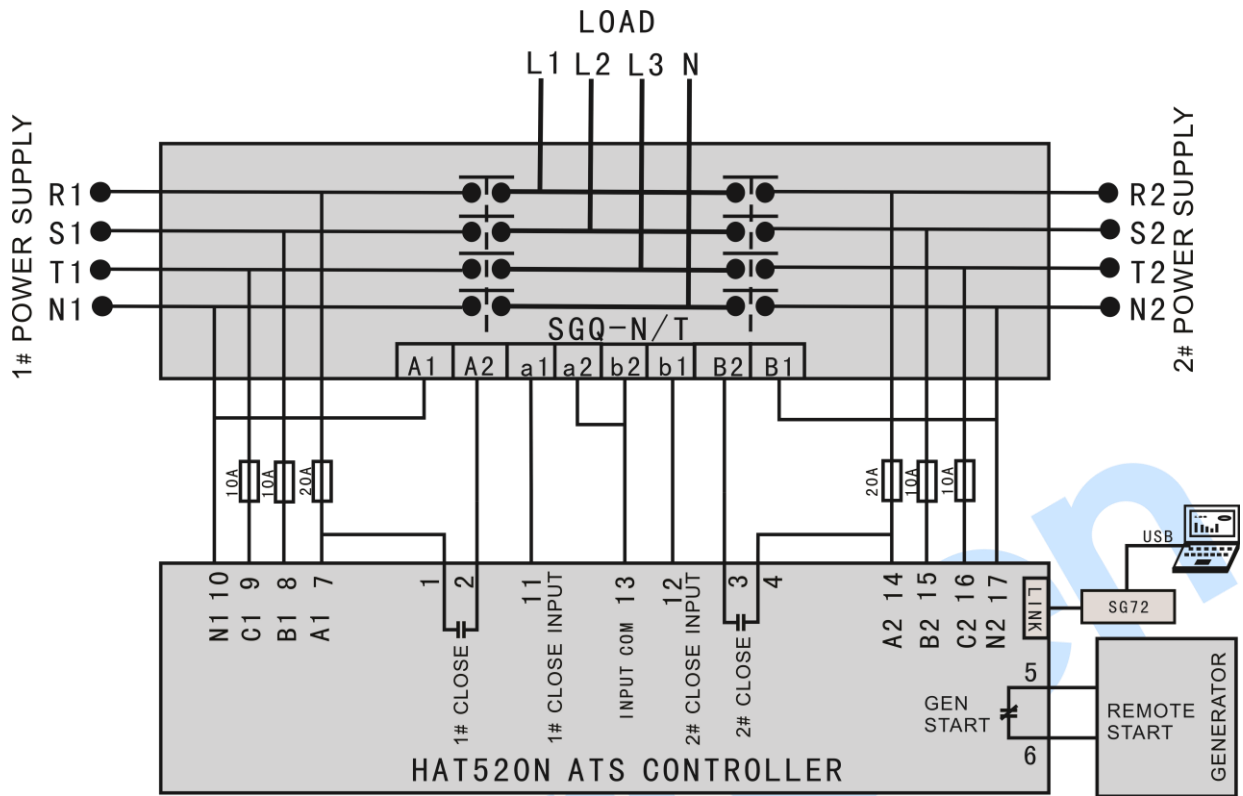 LOAD
L1 L2 L3 N
1# POWER SUPPLY
R1
S1
T1
N1
2# POWER SUPPLY
R2
S2
T2
N2
SGQ-N/T
A1 A2 a1 a2 b2 b1 B2 B1
10A 10A 20A
20A 10A 10A
USB
N1 10
C1 9
B1 8
A1 7
1
2
1# CLOSE
11
1# CLOSE INPUT
13
INPUT COM
12
2# CLOSE INPUT
3
4
2# CLOSE
A2 14
B2 15
C2 16
N2 17
LINK
SG72
5
GEN
START
6
REMOTE
START
GENERATOR
HAT520N ATS CONTROLLER